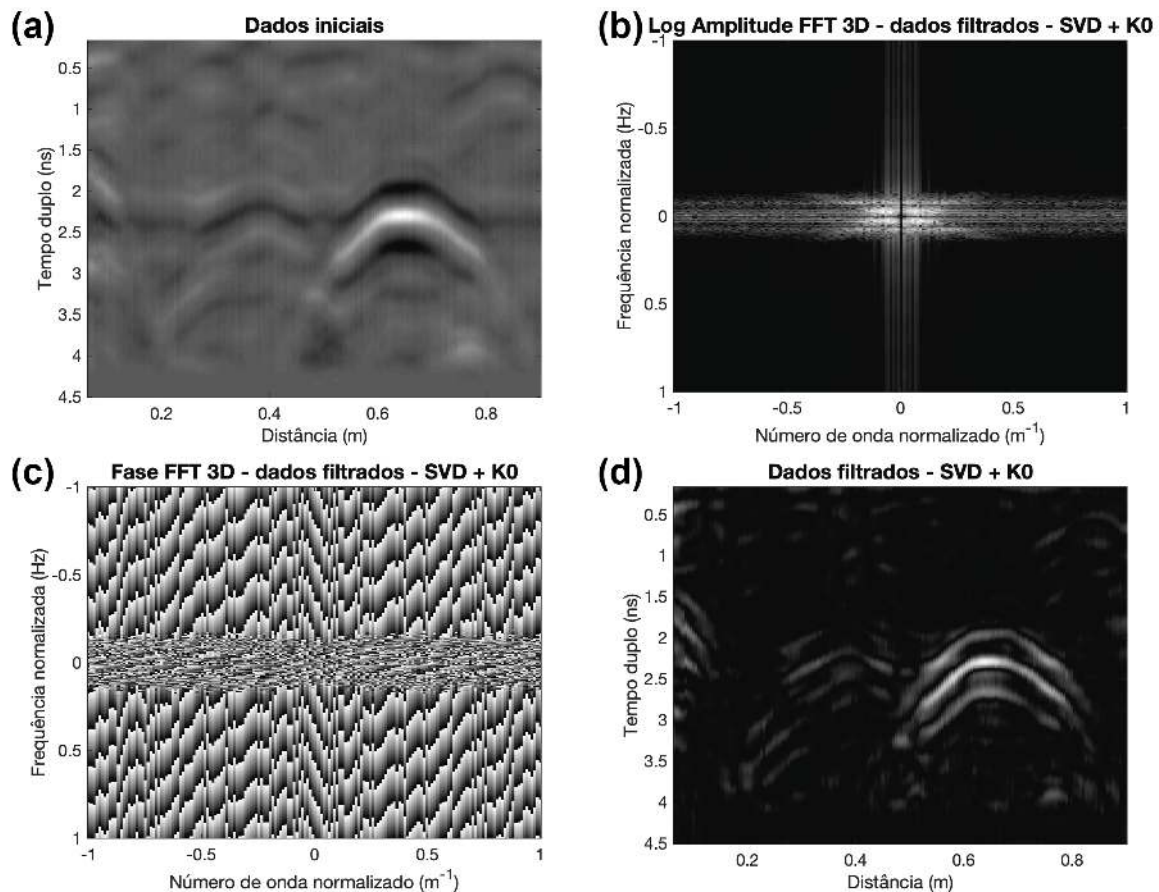 (a)
Dados iniciais
0.5
1
1.5
2
2.5
3
3.5
4
4.5
Tempo duplo (ns)
0.2
0.4
0.6
0.8
Distância (m)
(b)
Log Amplitude FFT 3D - dados filtrados - SVD + K0
-1
-0.5
0
0.5
1
Frequência nomalizada (Hz)
-1
-0.5
0
0.5
1
Número de onda normalizado (m⁻¹)
(c)
Fase FFT 3D - dados filtrados - SVD + K0
-1
-0.5
0
0.5
1
Frequência nomalizada (Hz)
-1
-0.5
0
0.5
1
Número de onda normalizado (m⁻¹)
(d)
Dados filtrados - SVD + K0
0.5
1
1.5
2
2.5
3
3.5
4
4.5
Tempo duplo (ns)
0.2
0.4
0.6
0.8
Distância (m)